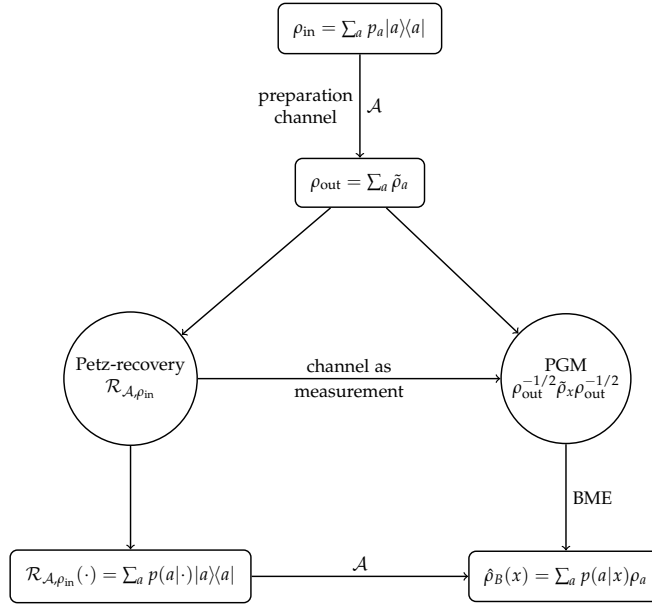 ρ_in = ∑_a p_a|a⟩⟨a|
preparation
channel
𝒜
ρ_out = ∑_a ρ̃_a
Petz-recovery
ℛ_{𝒜,ρ_in}
channel as
measurement
PGM
ρ_out^{-1/2} ρ̃_x ρ_out^{-1/2}
BME
ℛ_{𝒜,ρ_in}(·) = ∑_a p(a|·)|a⟩⟨a|
𝒜
ρ̂_B(x) = ∑_a p(a|x)ρ_a